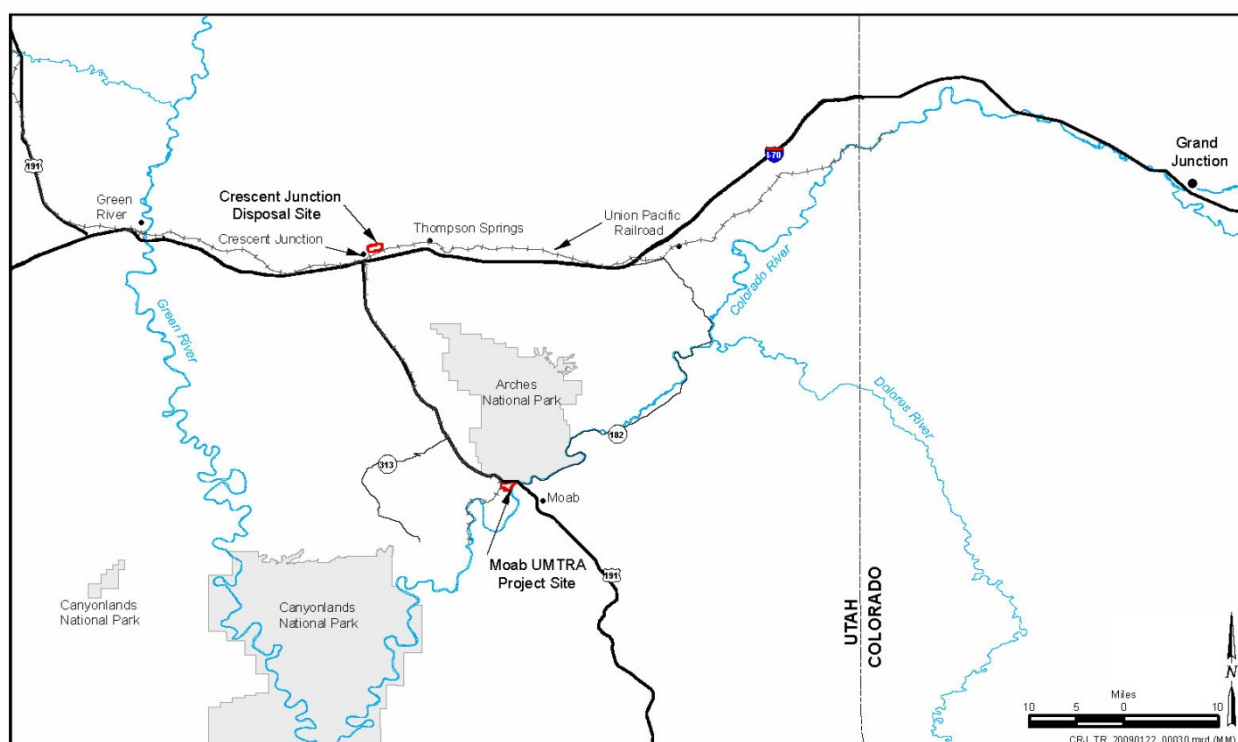 191
Green
River
Crescent Junction
Disposal Site
Crescent Junction
Thompson Springs
Union Pacific
Railroad
I-70
Grand
Junction
Colorado River
Green River
Arches
National Park
Dolores River
182
313
Moab
Moab UMTRA
Project Site
191
Canyonlands
National Park
Canyonlands
National Park
UTAH
COLORADO
N
Miles
10 5 0 10